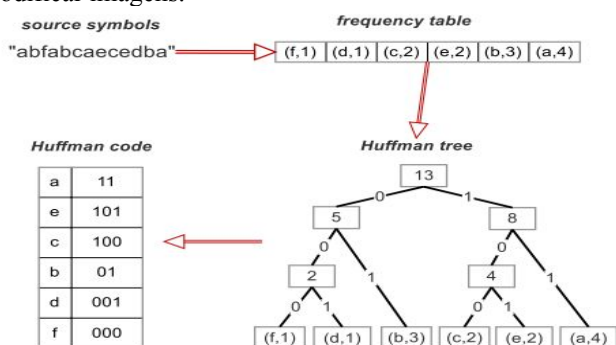 source symbols
frequency table
"abfabcaecedba"
(f,1) (d,1) (c,2) (e,2) (b,3) (a,4)
Huffman code
Huffman tree
a 11
e 101
c 100
b 01
d 001
f 000
13
0 1
5 8
0 1 0 1
2 4
0 1 0 1
(f,1) (d,1) (b,3) (c,2) (e,2) (a,4)